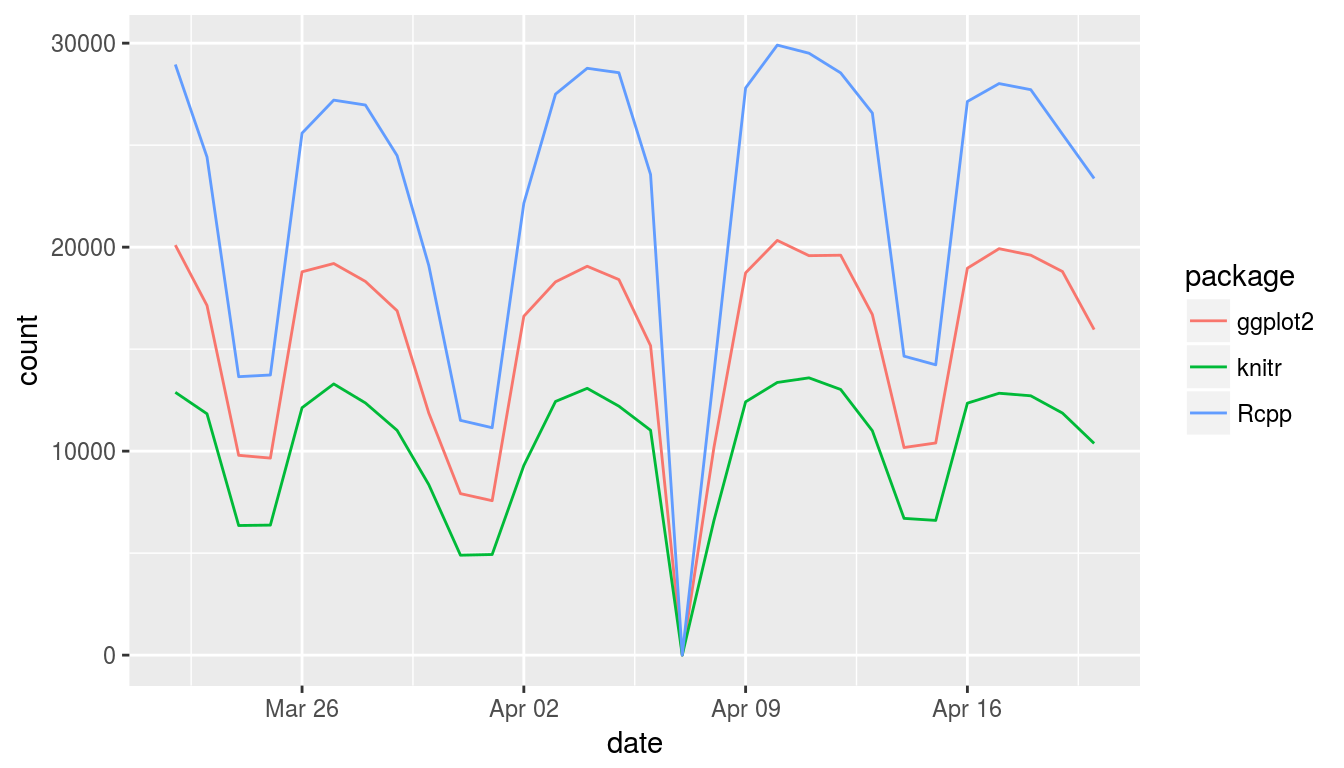 30000
20000
10000
0
count
Mar 26
Apr 02
Apr 09
Apr 16
date
package
ggplot2
knitr
Rcpp